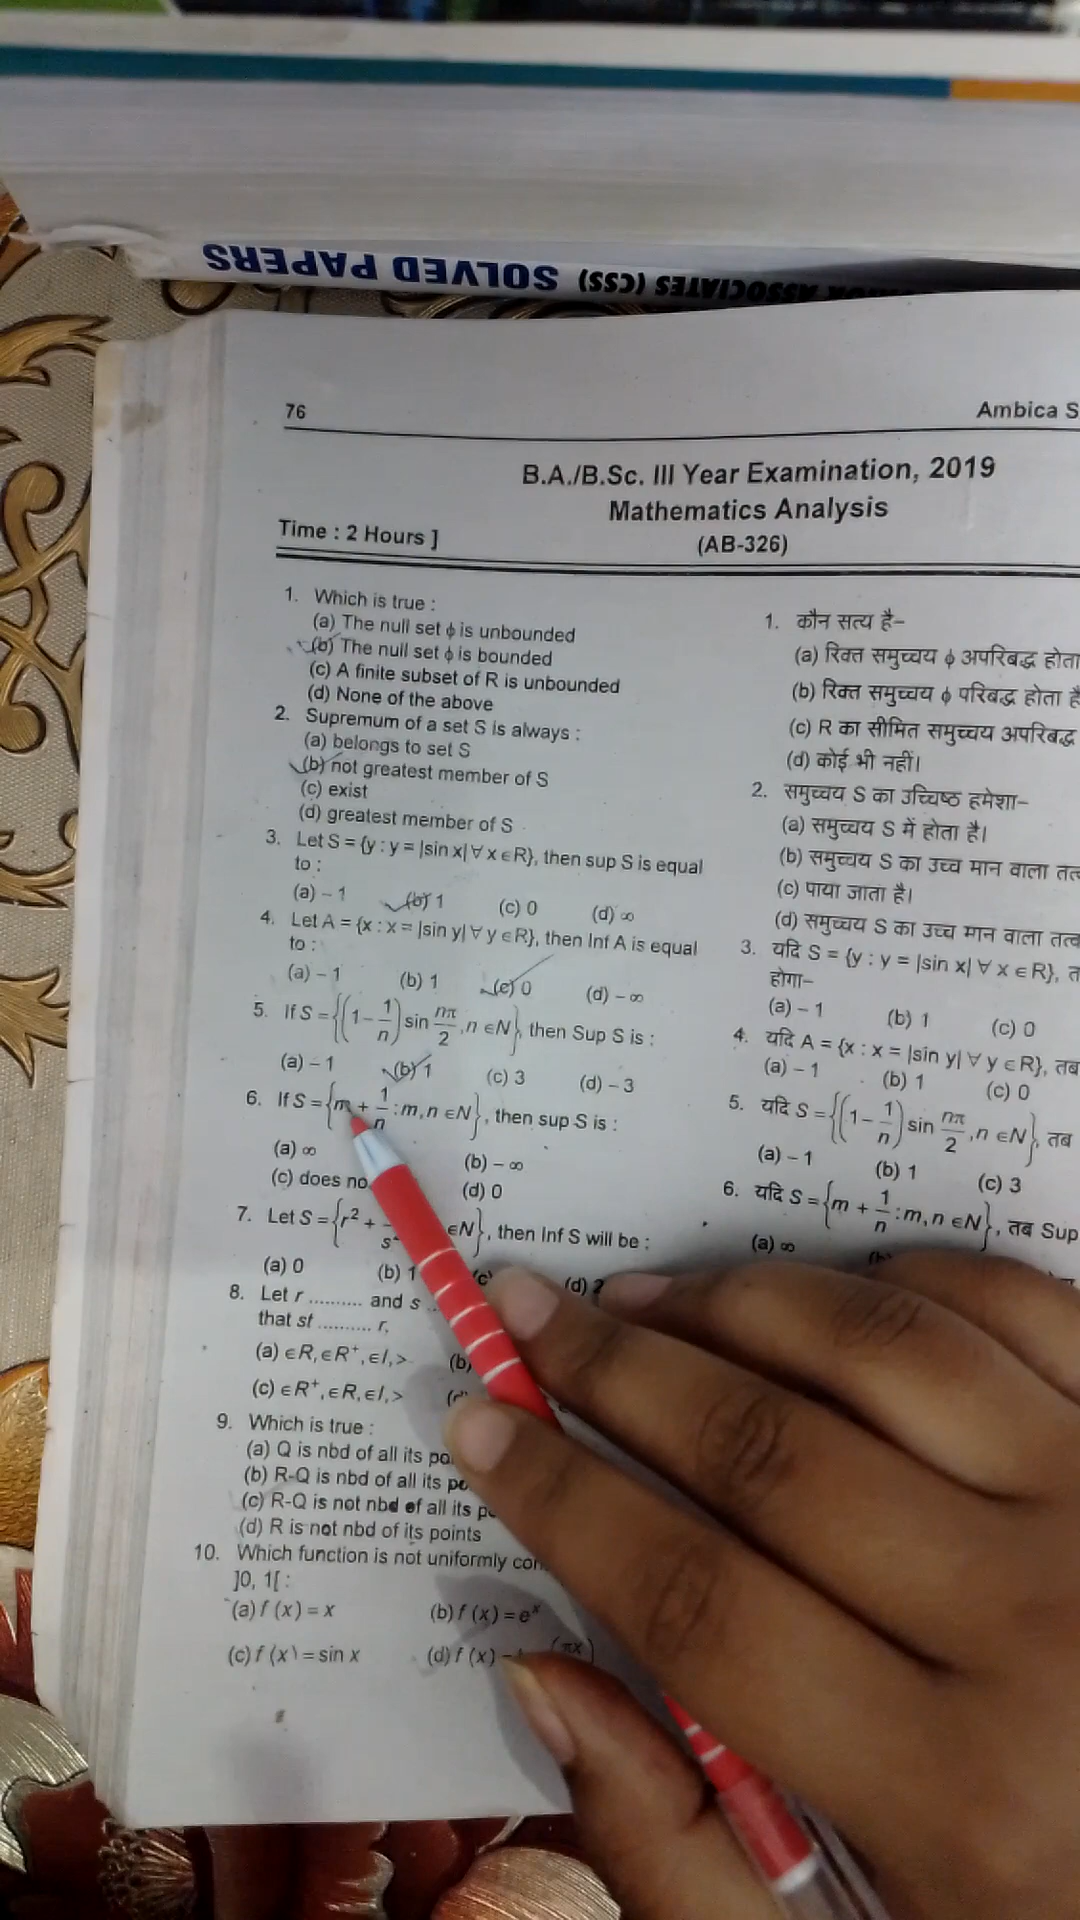 SOLVED PAPERS (CSS) ASSOCIATES
76
Ambica S
B.A./B.Sc. III Year Examination, 2019
Mathematics Analysis
Time : 2 Hours ]
(AB-326)
1. Which is true :
(a) The null set ϕ is unbounded
(b) The null set ϕ is bounded
(c) A finite subset of R is unbounded
(d) None of the above
2. Supremum of a set S is always :
(a) belongs to set S
(b) not greatest member of S
(c) exist
(d) greatest member of S
3. Let S = {y : y = |sin x| ∀ x ∈ R}, then sup S is equal
to :
(a) – 1 (b) 1 (c) 0 (d) ∞
4. Let A = {x : x = |sin y| ∀ y ∈ R}, then Inf A is equal
to :
(a) – 1 (b) 1 (c) 0 (d) – ∞
5. If S = {(1 – 1/n) sin nπ/2, n ∈ N}, then Sup S is :
(a) – 1 (b) 1 (c) 3 (d) – 3
6. If S = {m + 1/n : m, n ∈ N}, then sup S is :
(a) ∞ (b) – ∞
(c) does (d) 0
7. Let S = {r² + ∈ N}, then Inf S will be :
(a) 0 (b) 1 (c) (d) 2
8. Let r .......... and s
that st .......... r,
(a) ∈ R, ∈ R⁺, ∈ I, > (b)
(c) ∈ R⁺, ∈ R, ∈ I, >
9. Which is true :
(a) Q is nbd of all its
(b) R-Q is nbd of all its
(c) R-Q is not nbd of all its
(d) R is not nbd of its points
10. Which function is not uniformly
]0, 1[ :
(a) f (x) = x (b) f (x) = eˣ
(c) f (x) = sin x (d) f (x)
1. कौन सत्य है–
(a) रिक्त समुच्चय ϕ अपरिबद्ध होता
(b) रिक्त समुच्चय ϕ परिबद्ध होता है
(c) R का सीमित समुच्चय अपरिबद्ध
(d) कोई भी नहीं।
2. समुच्चय S का उच्चिष्ठ हमेशा–
(a) समुच्चय S में होता है।
(b) समुच्चय S का उच्च मान वाला
(c) पाया जाता है।
(d) समुच्चय S का उच्च मान वाला
3. यदि S = {y : y = |sin x| ∀ x ∈ R},
होगा–
(a) – 1 (b) 1 (c) 0
4. यदि A = {x : x = |sin y| ∀ y ∈ R}, तब
(a) – 1 (b) 1 (c) 0
5. यदि S = {(1 – 1/n) sin nπ/2, n ∈ N}, तब
(a) – 1 (b) 1 (c) 3
6. यदि S = {m + 1/n : m, n ∈ N}, तब Sup
(a) ∞